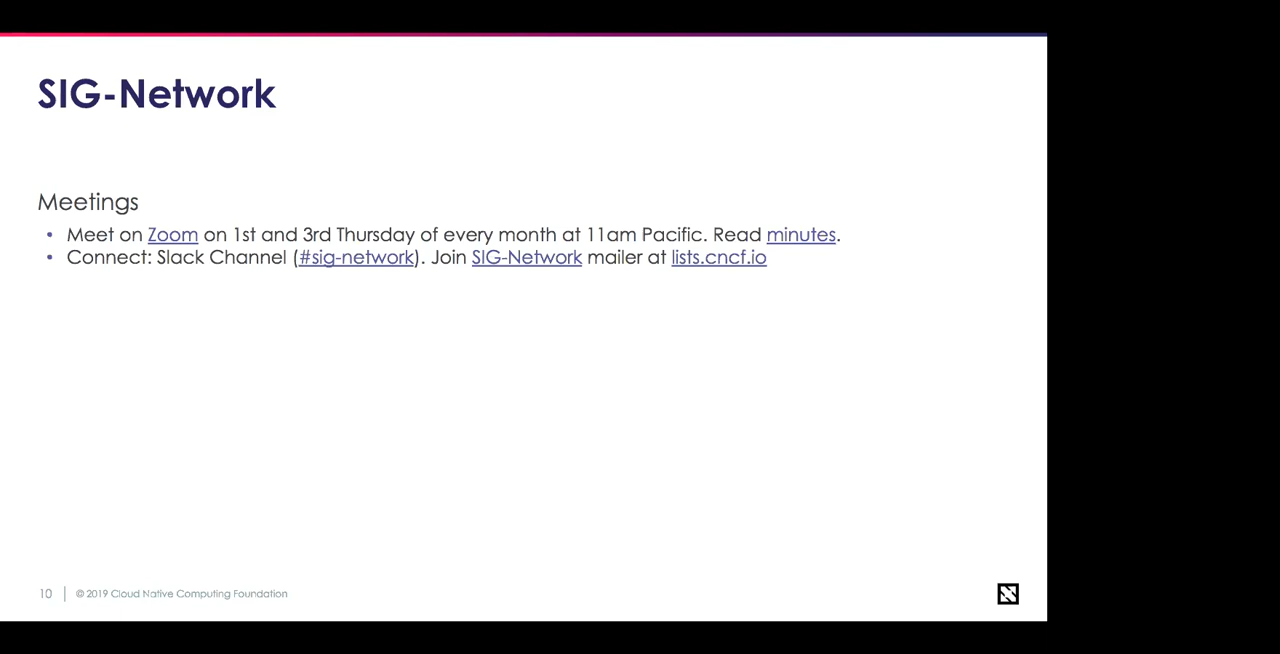 SIG-Network
Meetings
• Meet on Zoom on 1st and 3rd Thursday of every month at 11am Pacific. Read minutes.
• Connect: Slack Channel (#sig-network). Join SIG-Network mailer at lists.cncf.io
10 | © 2019 Cloud Native Computing Foundation